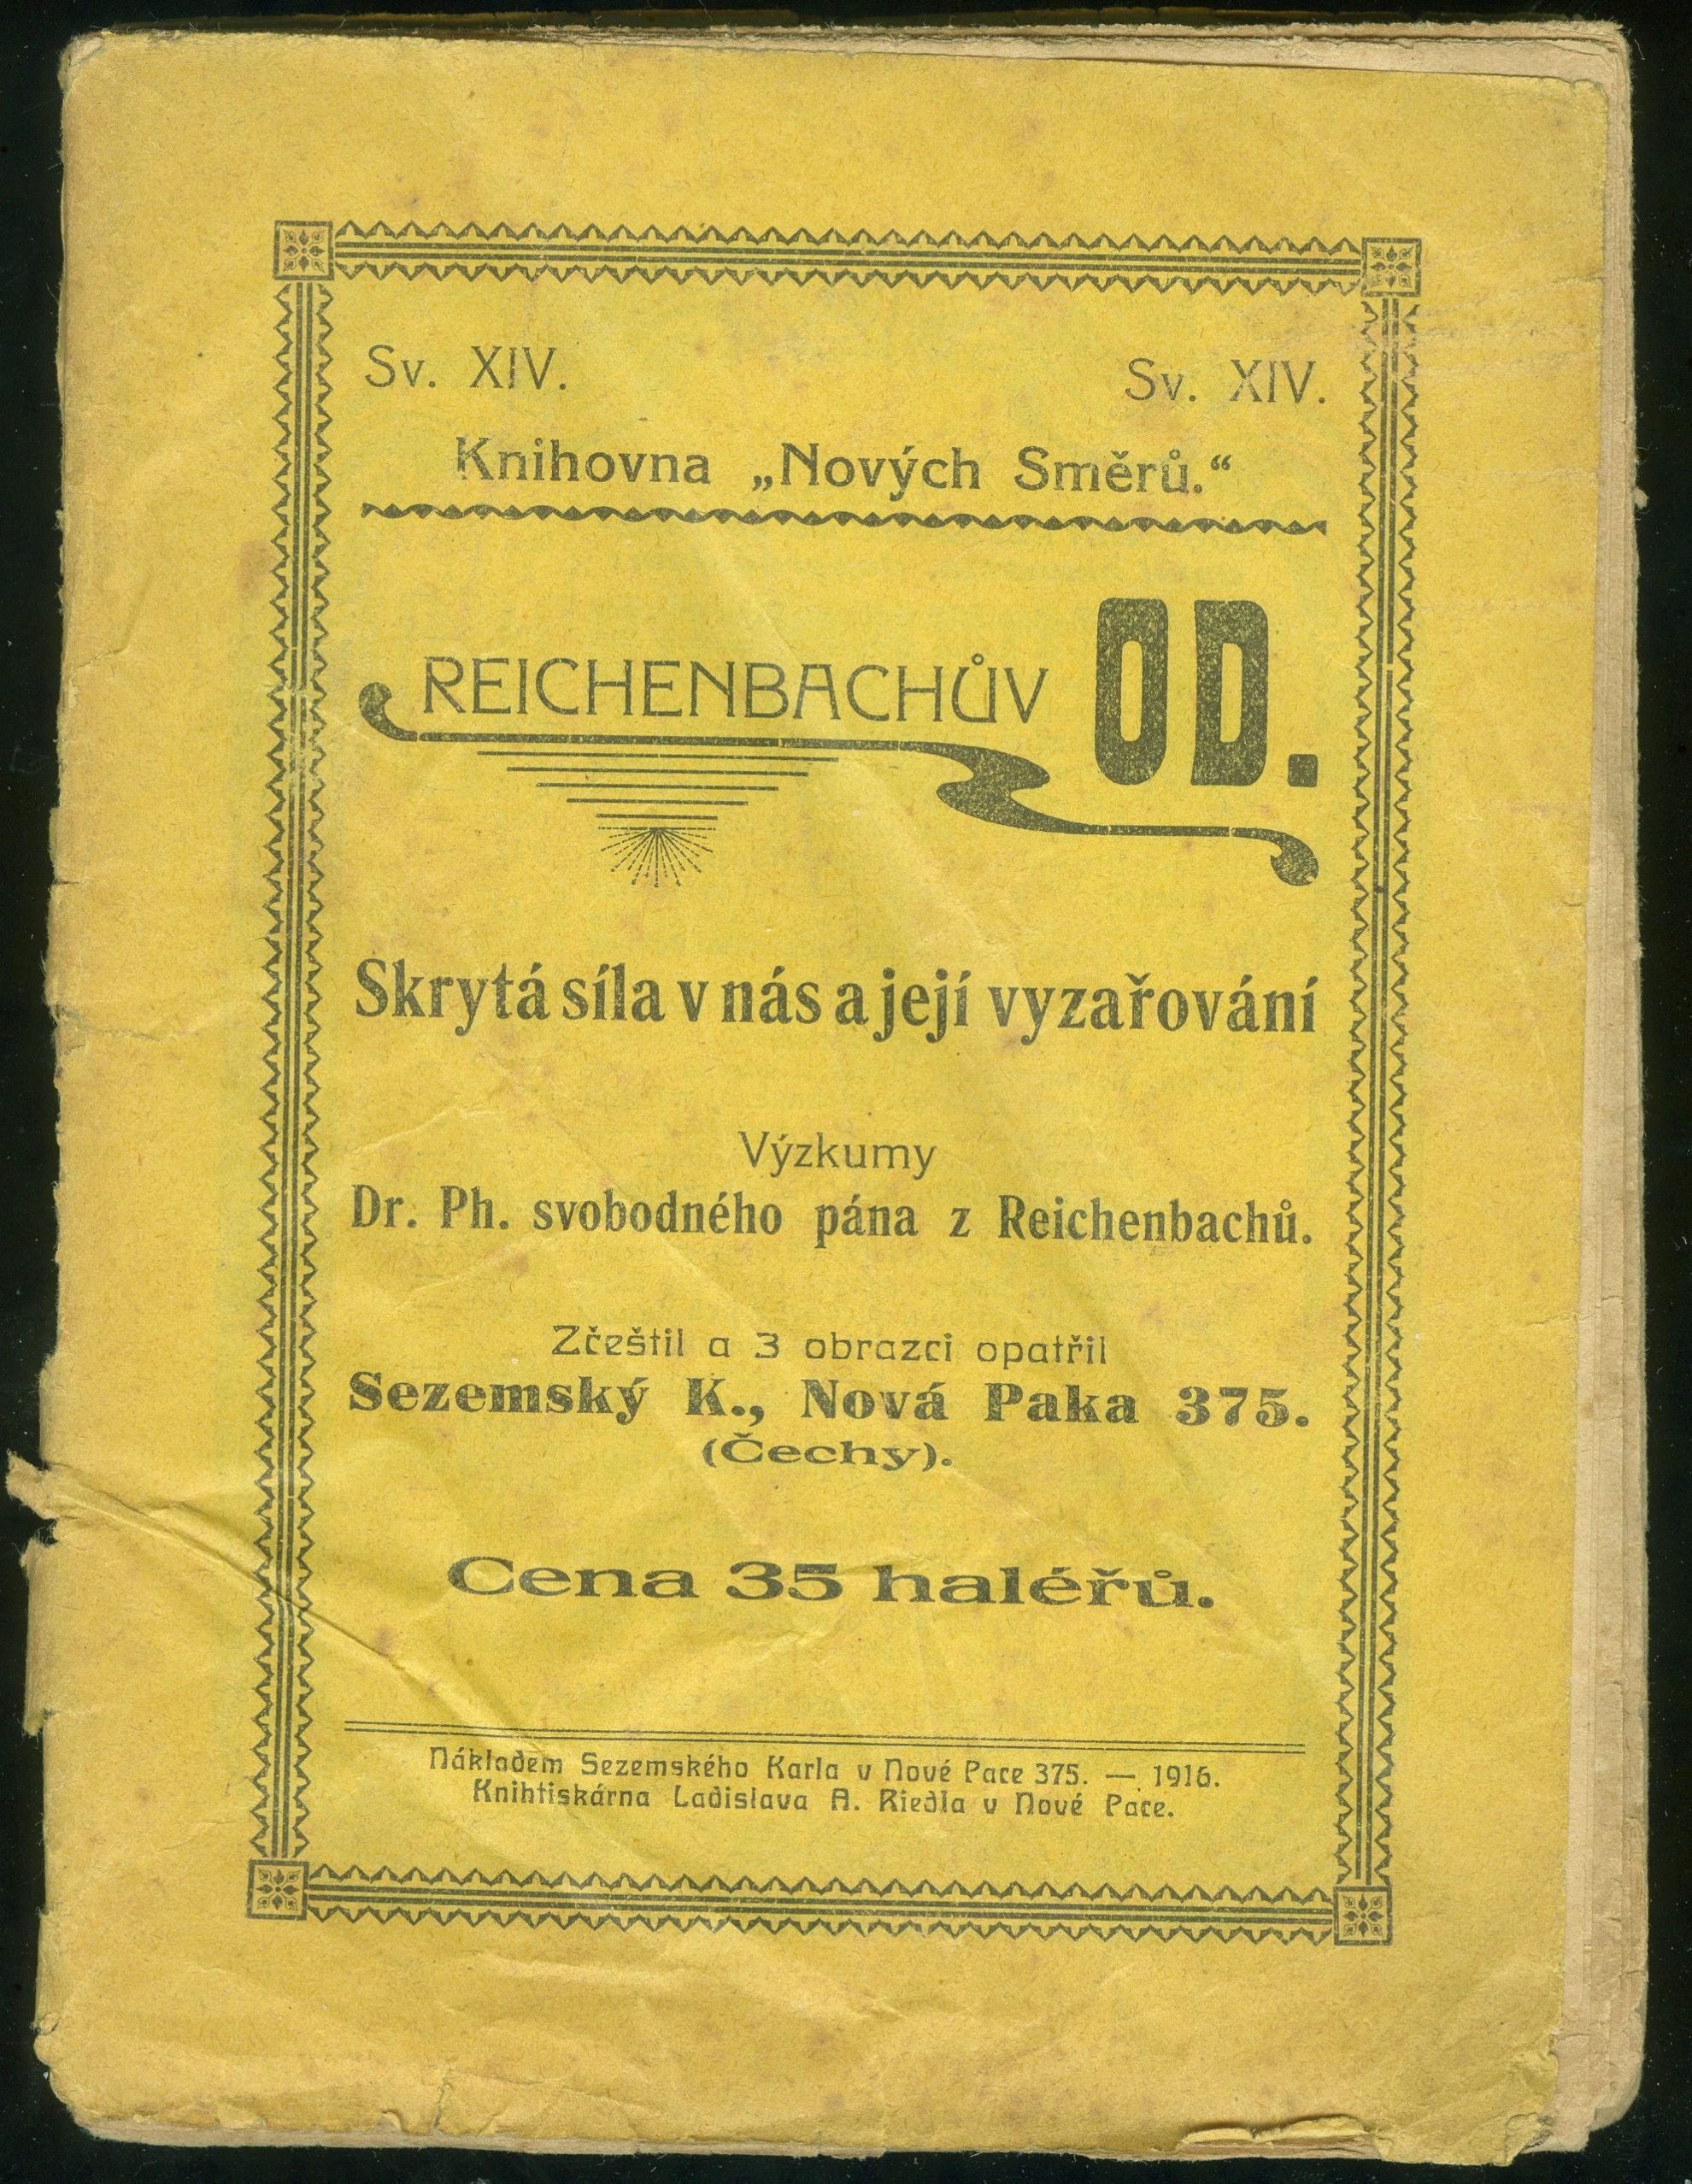 Sv. XIV. Sv. XIV.
Knihovna „Nových Směrů.“
REICHENBACHŮV OD.
Skrytá síla v nás a její vyzařování
Výzkumy
Dr. Ph. svobodného pána z Reichenbachů.
Zčeštil a 3 obrazci opatřil
Sezemský K., Nová Paka 375.
(Čechy).
Cena 35 haléřů.
Nákladem Sezemského Karla v Nové Pace 375. — 1916.
Knihtiskárna Ladislava A. Riedla v Nové Pace.